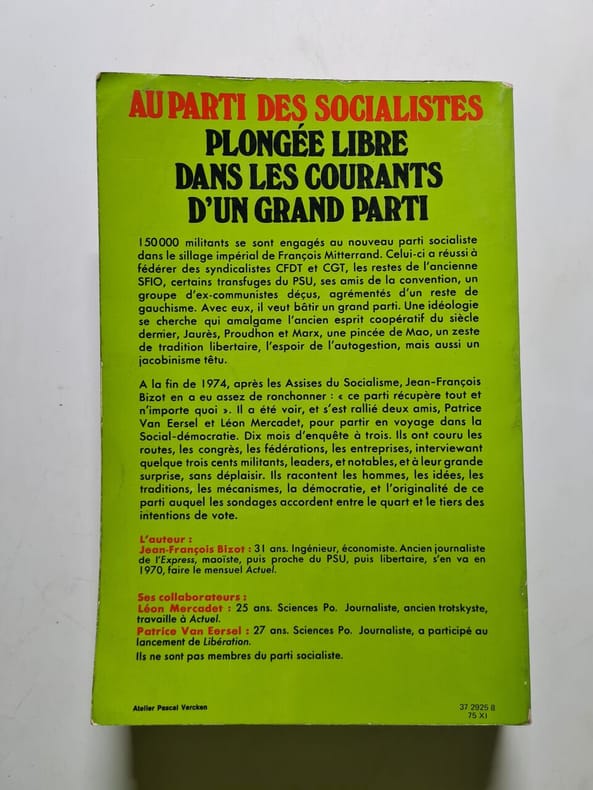 AU PARTI DES SOCIALISTES
PLONGÉE LIBRE
DANS LES COURANTS
D'UN GRAND PARTI
150000 militants se sont engagés au nouveau parti socialiste
dans le sillage impérial de François Mitterrand. Celui-ci a réussi à
fédérer des syndicalistes CFDT et CGT, les restes de l'ancienne
SFIO, certains transfuges du PSU, ses amis de la convention, un
groupe d'ex-communistes déçus, agrémentés d'un reste de
gauchisme. Avec eux, il veut bâtir un grand parti. Une idéologie
se cherche qui amalgame l'ancien esprit coopératif du siècle
dernier, Jaurès, Proudhon et Marx, une pincée de Mao, un zeste
de tradition libertaire, l'espoir de l'autogestion, mais aussi un
jacobinisme têtu.
A la fin de 1974, après les Assises du Socialisme, Jean-François
Bizot en a eu assez de ronchonner : « ce parti récupère tout et
n'importe quoi ». Il a été voir, et s'est rallié deux amis, Patrice
Van Eersel et Léon Mercadet, pour partir en voyage dans la
Social-démocratie. Dix mois d'enquête à trois. Ils ont couru les
routes, les congrès, les fédérations, les entreprises, interviewant
quelque trois cents militants, leaders, et notables, et à leur grande
surprise, sans déplaisir. Ils racontent les hommes, les idées, les
traditions, les mécanismes, la démocratie, et l'originalité de ce
parti auquel les sondages accordent entre le quart et le tiers des
intentions de vote.
L'auteur :
Jean-François Bizot : 31 ans. Ingénieur, économiste. Ancien journaliste
de l'Express, maoïste, puis proche du PSU, puis libertaire, s'en va en
1970, faire le mensuel Actuel.
Ses collaborateurs :
Léon Mercadet : 25 ans. Sciences Po. Journaliste, ancien trotskyste,
travaille à Actuel.
Patrice Van Eersel : 27 ans. Sciences Po. Journaliste, a participé au
lancement de Libération.
Ils ne sont pas membres du parti socialiste.
Atelier Pascal Vercken
37 2925 8
75 XI